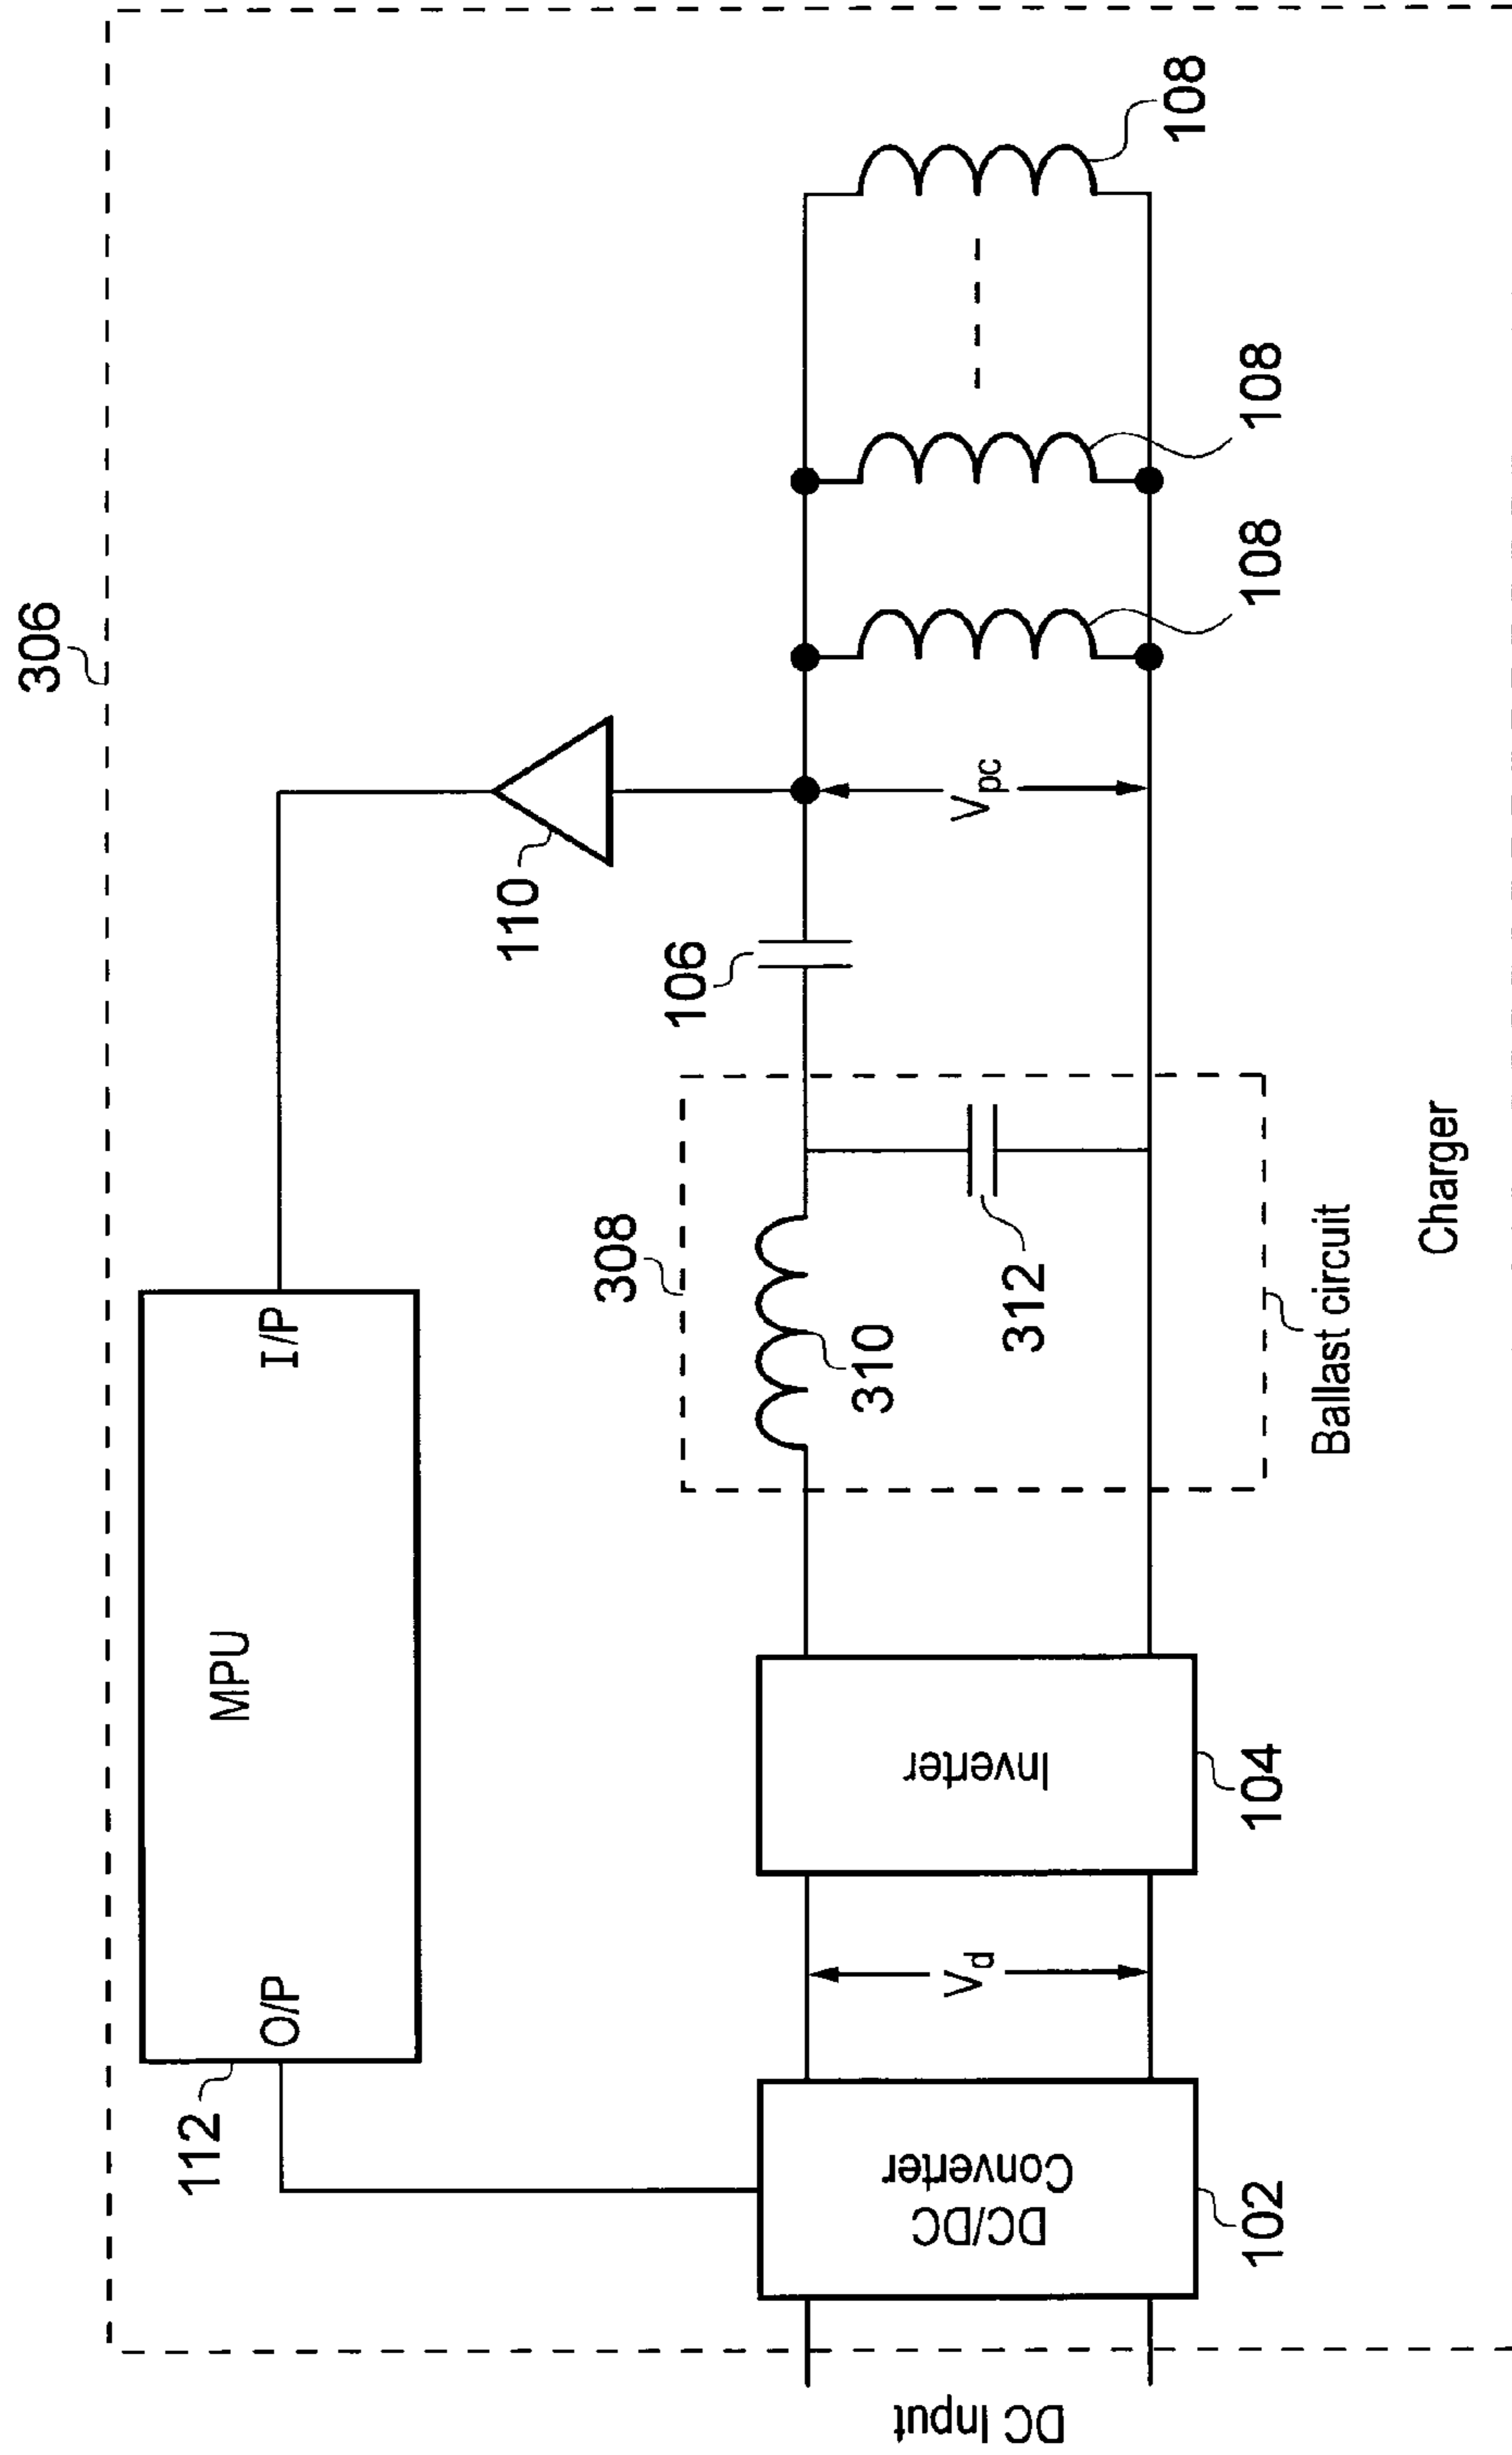 306
MPU
O/P
I/P
112
110
308
106
310
312
108
108
108
DC Input
DC/DC
Converter
102
Vd
Inverter
104
Vpc
Ballast circuit
Charger